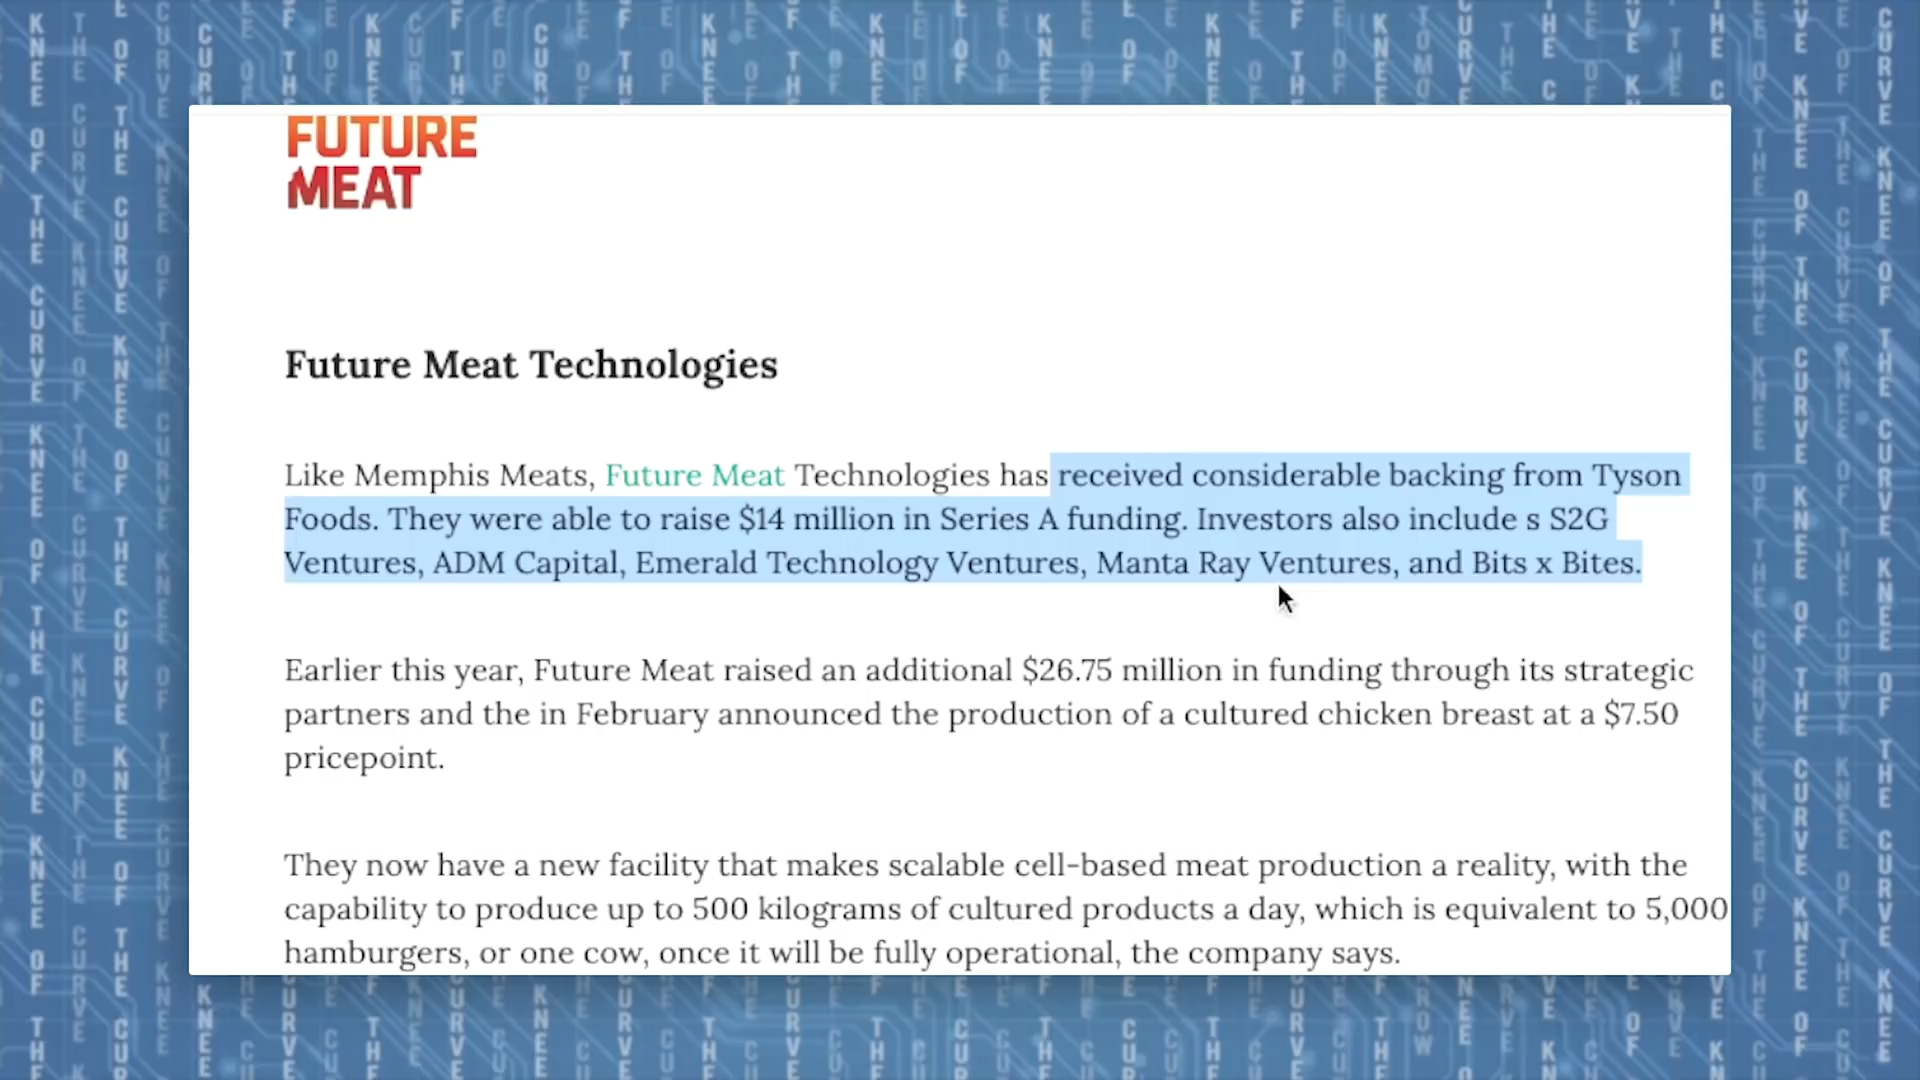 FUTURE
MEAT
Future Meat Technologies
Like Memphis Meats, Future Meat Technologies has received considerable backing from Tyson
Foods. They were able to raise $14 million in Series A funding. Investors also include s S2G
Ventures, ADM Capital, Emerald Technology Ventures, Manta Ray Ventures, and Bits x Bites.
Earlier this year, Future Meat raised an additional $26.75 million in funding through its strategic
partners and the in February announced the production of a cultured chicken breast at a $7.50
pricepoint.
They now have a new facility that makes scalable cell-based meat production a reality, with the
capability to produce up to 500 kilograms of cultured products a day, which is equivalent to 5,000
hamburgers, or one cow, once it will be fully operational, the company says.
KNEE OF THE CURVE